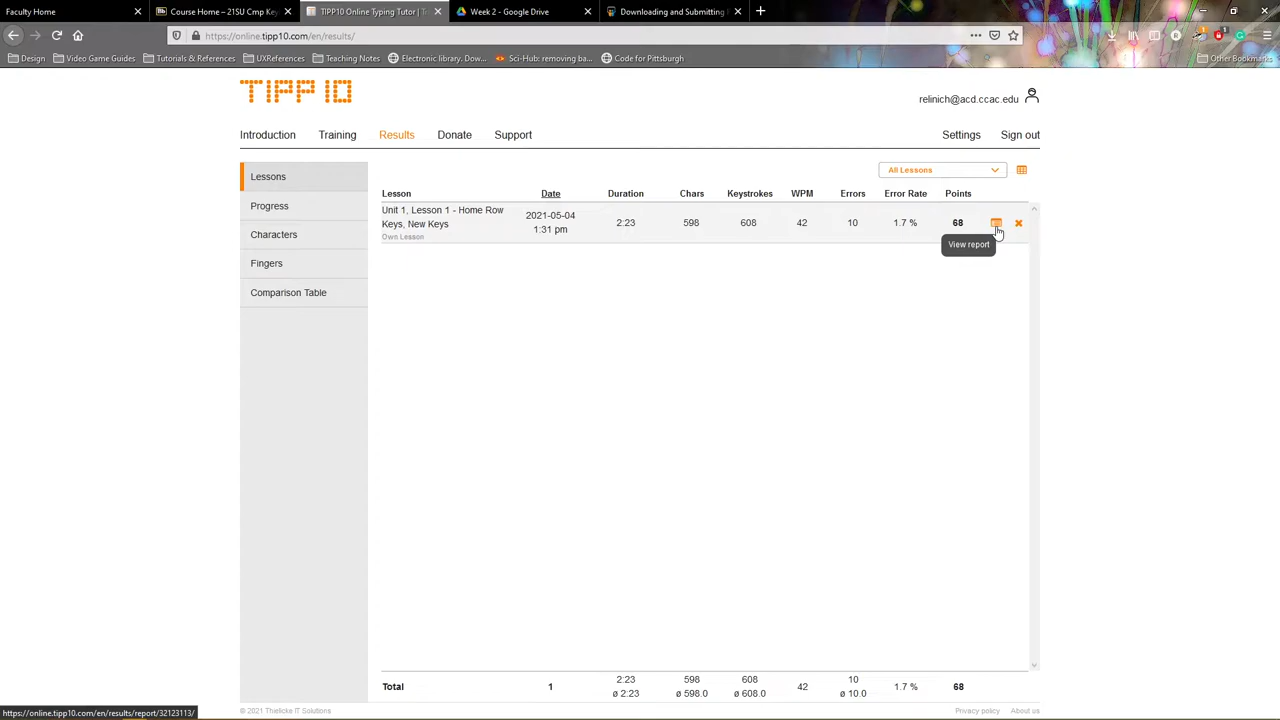 Faculty Home
Course Home – 21SU Cmp Key
TIPP10 Online Typing Tutor | Tr
Week 2 - Google Drive
Downloading and Submitting
https://online.tipp10.com/en/results/
Design
Video Game Guides
Tutorials & References
UXReferences
Teaching Notes
Electronic library. Dow...
Sci-Hub: removing ba...
Code for Pittsburgh
Other Bookmarks
TIPP10
relinich@acd.ccac.edu
Introduction
Training
Results
Donate
Support
Settings
Sign out
Lessons
Progress
Characters
Fingers
Comparison Table
All Lessons
Lesson Date Duration Chars Keystrokes WPM Errors Error Rate Points
Unit 1, Lesson 1 - Home Row
Keys, New Keys
Own Lesson
2021-05-04
1:31 pm
2:23 598 608 42 10 1.7 % 68
View report
Total 1
2:23 598 608 10
42 1.7 % 68
ø 2:23 ø 598.0 ø 608.0 ø 10.0
© 2021 Thielicke IT Solutions
Privacy policy
About us
https://online.tipp10.com/en/results/report/32123113/